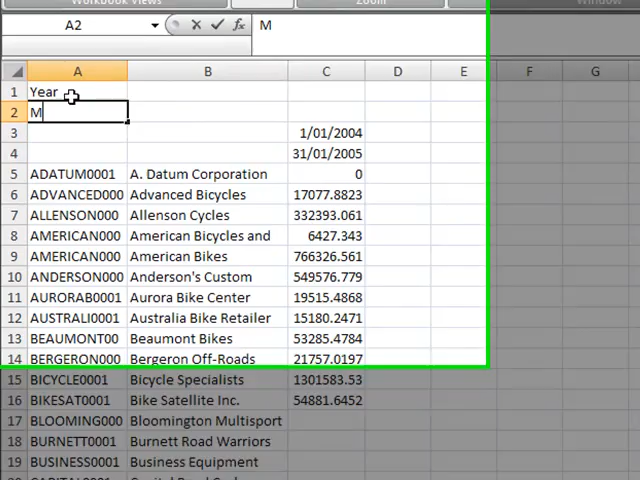 Workbook Views Zoom Window
A2 fx M
A B C D E F G
1 Year
2 M
3 1/01/2004
4 31/01/2005
5 ADATUM0001 A. Datum Corporation 0
6 ADVANCED000 Advanced Bicycles 17077.8823
7 ALLENSON000 Allenson Cycles 332393.061
8 AMERICAN000 American Bicycles and 6427.343
9 AMERICAN000 American Bikes 766326.561
10 ANDERSON000 Anderson's Custom 549576.779
11 AURORAB0001 Aurora Bike Center 19515.4868
12 AUSTRALI0001 Australia Bike Retailer 15180.2471
13 BEAUMONT00 Beaumont Bikes 53285.4784
14 BERGERON000 Bergeron Off-Roads 21757.0197
15 BICYCLE0001 Bicycle Specialists 1301583.53
16 BIKESAT0001 Bike Satellite Inc. 54881.6452
17 BLOOMING000 Bloomington Multisport
18 BURNETT0001 Burnett Road Warriors
19 BUSINESS0001 Business Equipment